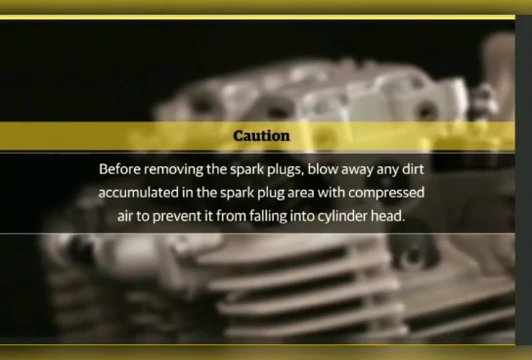 Caution
Before removing the spark plugs, blow away any dirt
accumulated in the spark plug area with compressed
air to prevent it from falling into cylinder head.